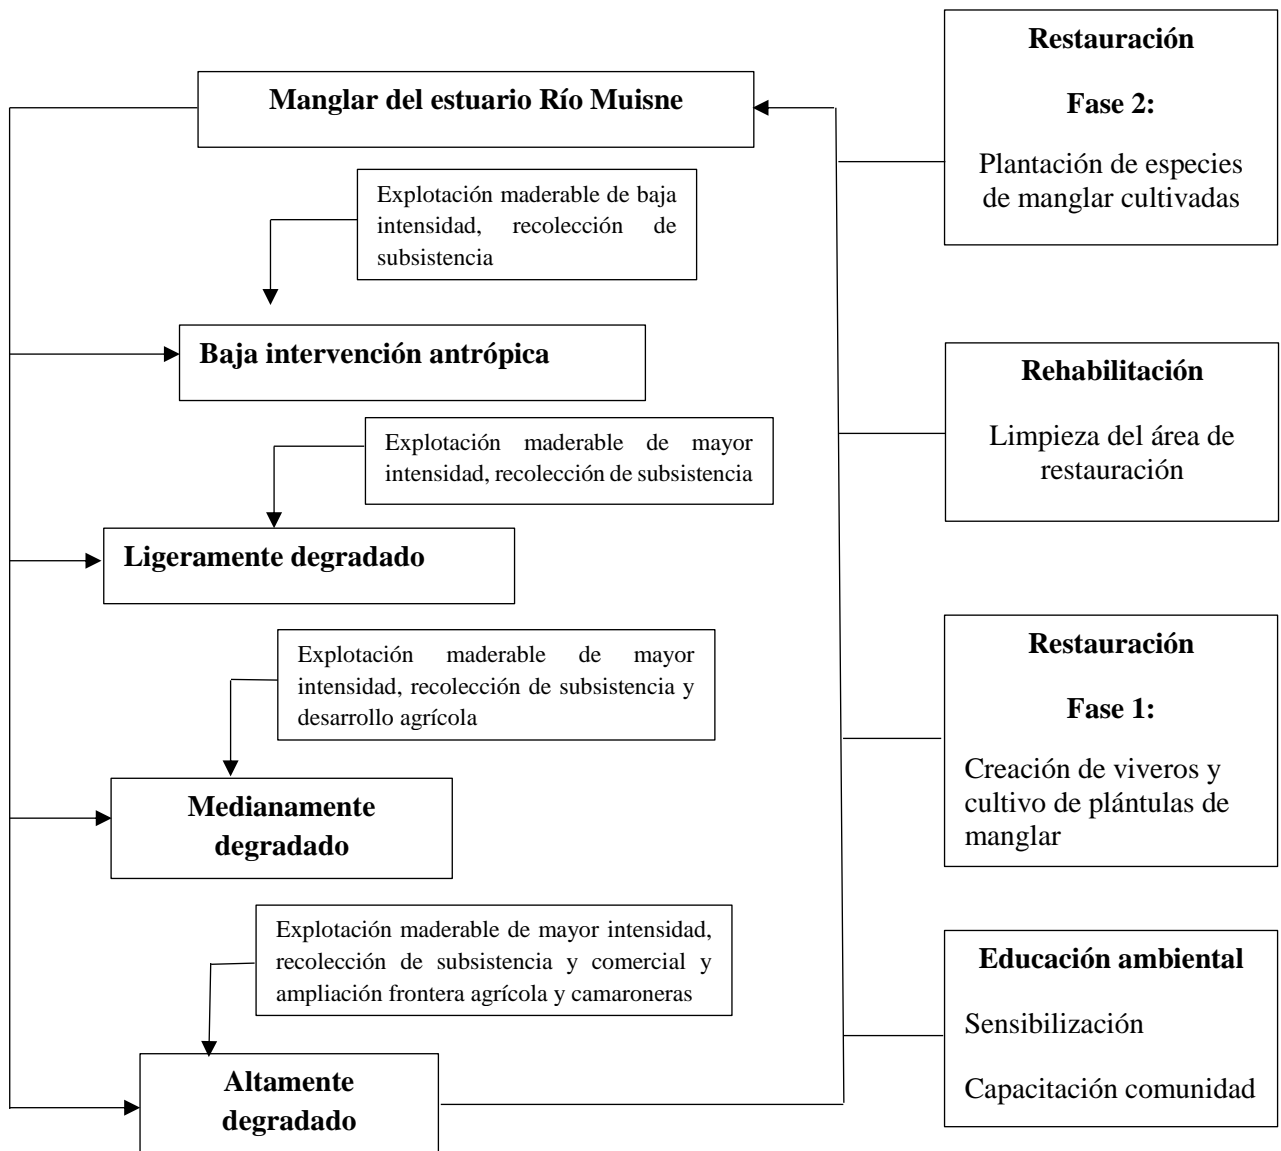 Manglar del estuario Río Muisne
Explotación maderable de baja
intensidad, recolección de
subsistencia
Baja intervención antrópica
Explotación maderable de mayor
intensidad, recolección de subsistencia
Ligeramente degradado
Explotación maderable de mayor
intensidad, recolección de subsistencia y
desarrollo agrícola
Medianamente
degradado
Explotación maderable de mayor intensidad,
recolección de subsistencia y comercial y
ampliación frontera agrícola y camaroneras
Altamente
degradado
Restauración
Fase 2:
Plantación de especies
de manglar cultivadas
Rehabilitación
Limpieza del área de
restauración
Restauración
Fase 1:
Creación de viveros y
cultivo de plántulas de
manglar
Educación ambiental
Sensibilización
Capacitación comunidad